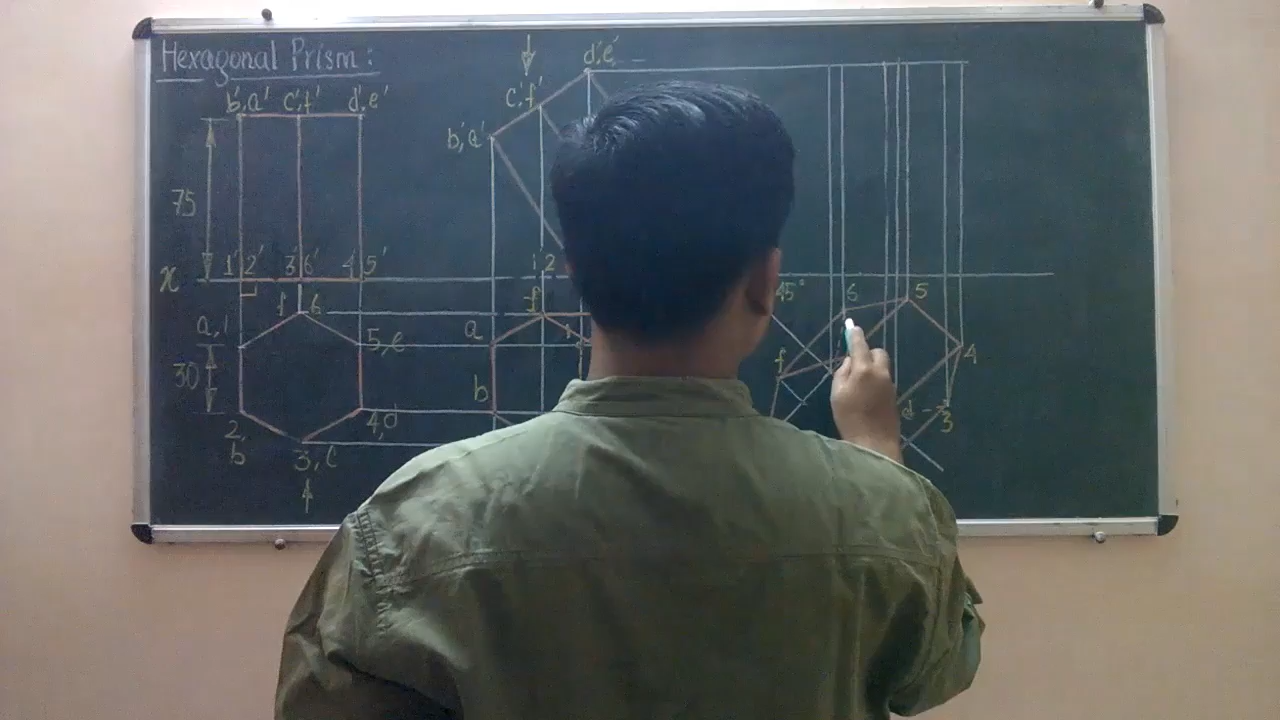 Hexagonal Prism:
b',a' c',f' d',e'
75
x 1' 2' 3' 6' 4' 5'
f 6
a,1 5,e
30
2,b 4,d
3,c
d',e'
c',f'
b',a'
1' 2
f
a
b
45°
6 5
f 4
d 3